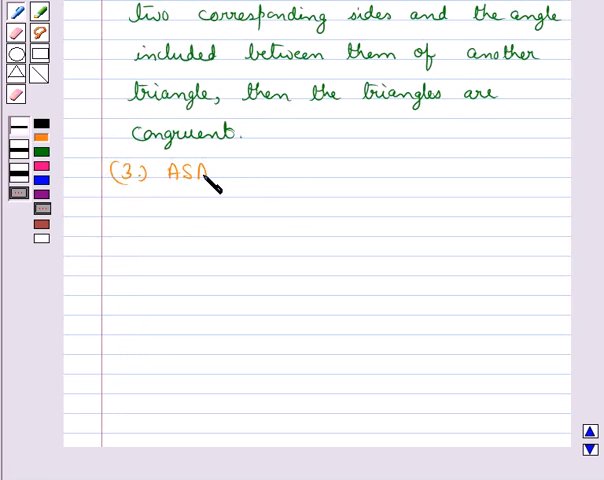 two corresponding sides and the angle
included between them of another
triangle, then the triangles are
congruent.
(3.) ASA